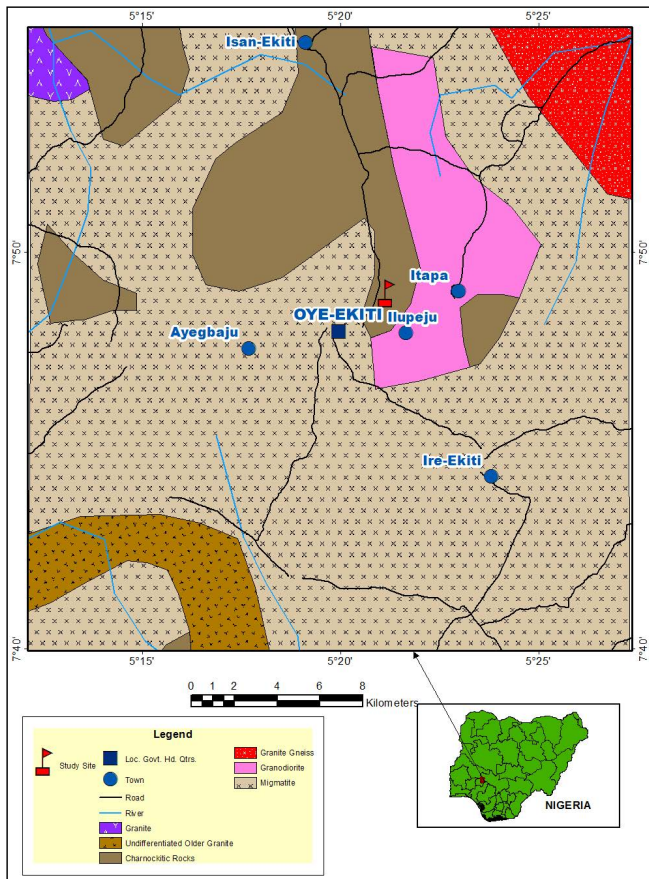 5°15'
5°20'
5°25'
Isan-Ekiti
7°50'
7°50'
Itapa
OYE-EKITI
Ilupeju
Ayegbaju
Ire-Ekiti
7°40'
7°40'
5°15'
5°20'
5°25'
0 1 2 4 6 8
Kilometers
Legend
Study Site
Loc. Govt. Hd. Qtrs.
Town
Road
River
Granite
Undifferentiated Older Granite
Charnockitic Rocks
Granite Gneiss
Granodiorite
Migmatite
NIGERIA